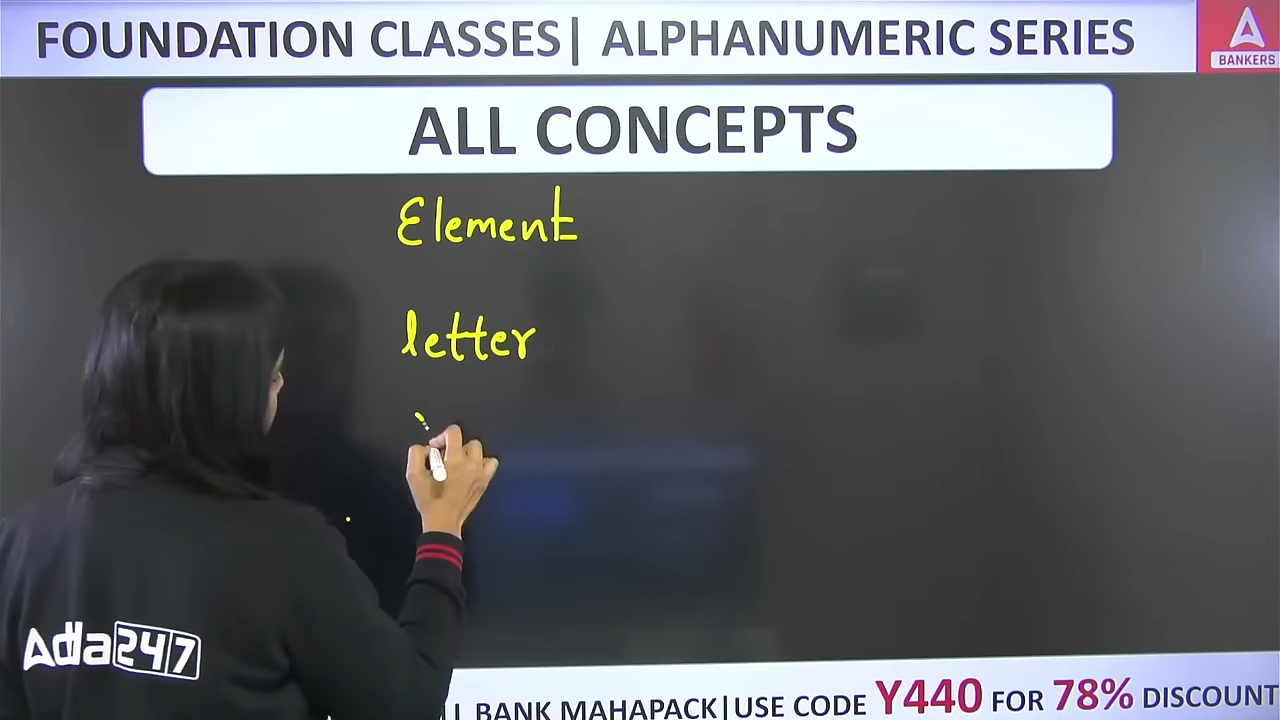 FOUNDATION CLASSES| ALPHANUMERIC SERIES
BANKERS
ALL CONCEPTS
Element
letter
Adda247
BANK MAHAPACK|USE CODE Y440 FOR 78% DISCOUNT